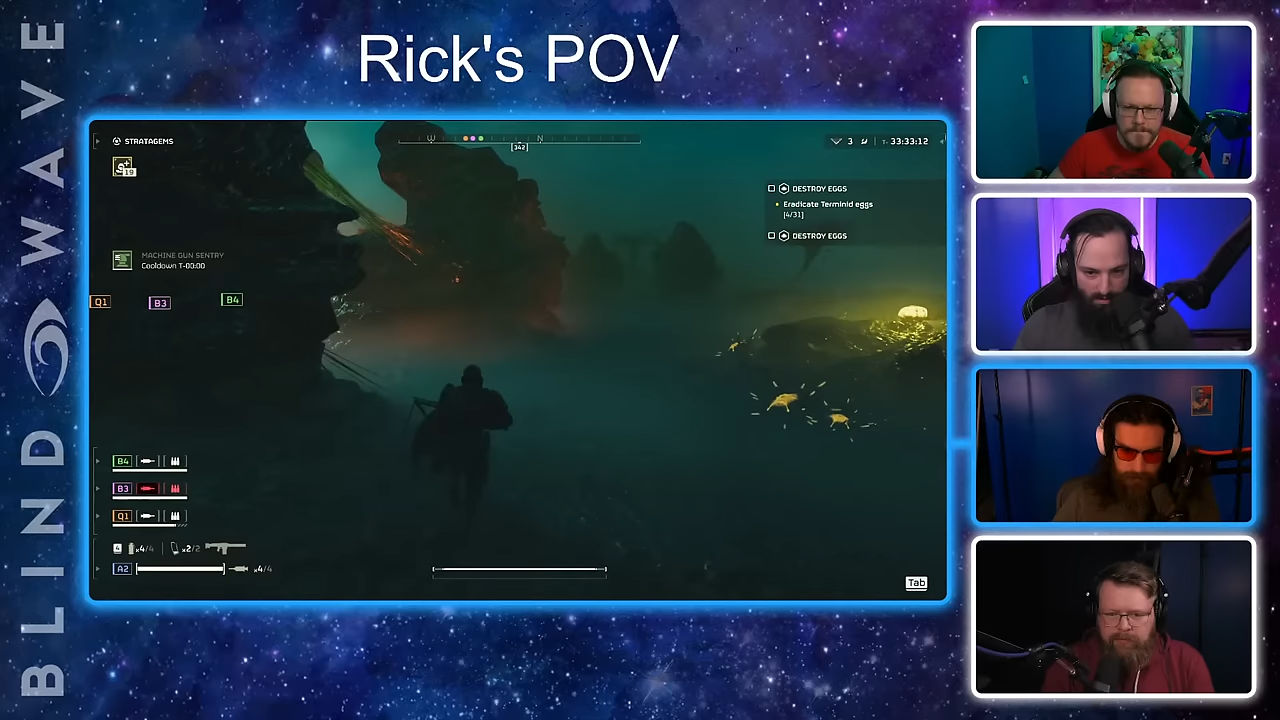 BLIND WAVE
Rick's POV
STRATAGEMS
19
W
N
342
3
T- 33:33:12
DESTROY EGGS
Eradicate Terminid eggs
[4/31]
DESTROY EGGS
MACHINE GUN SENTRY
Cooldown T-00:00
Q1
B3
B4
B4
B3
Q1
4
x4/4
x2/2
A2
x4/4
Tab